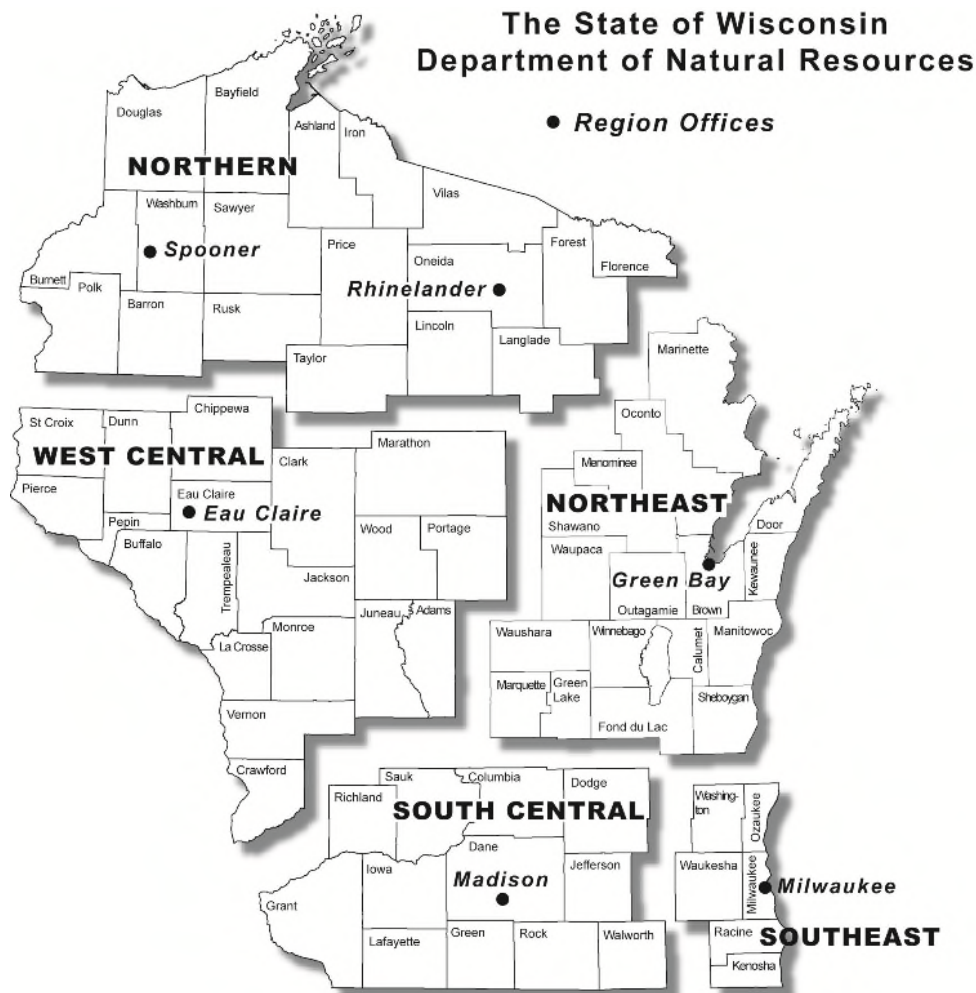 The State of Wisconsin
Department of Natural Resources
Region Offices
Bayfield
Douglas
Ashland
Iron
NORTHERN
Vilas
Washburn
Sawyer
Price
Forest
Spooner
Oneida
Florence
Burnett
Polk
Rhinelander
Barron
Rusk
Lincoln
Langlade
Taylor
Marinette
Chippewa
St Croix
Dunn
Oconto
Marathon
WEST CENTRAL
Clark
Menominee
Pierce
Eau Claire
NORTHEAST
Eau Claire
Pepin
Wood
Portage
Shawano
Door
Buffalo
Waupaca
Trempealeau
Jackson
Green Bay
Kewaunee
Juneau
Adams
Outagamie
Brown
Monroe
Waushara
Winnebago
Calumet
Manitowoc
La Crosse
Marquette
Green
Lake
Sheboygan
Vernon
Fond du Lac
Crawford
Sauk
Columbia
Dodge
Richland
SOUTH CENTRAL
Washing-
ton
Ozaukee
Dane
Iowa
Jefferson
Waukesha
Milwaukee
Madison
Milwaukee
Grant
Lafayette
Green
Rock
Walworth
Racine
SOUTHEAST
Kenosha